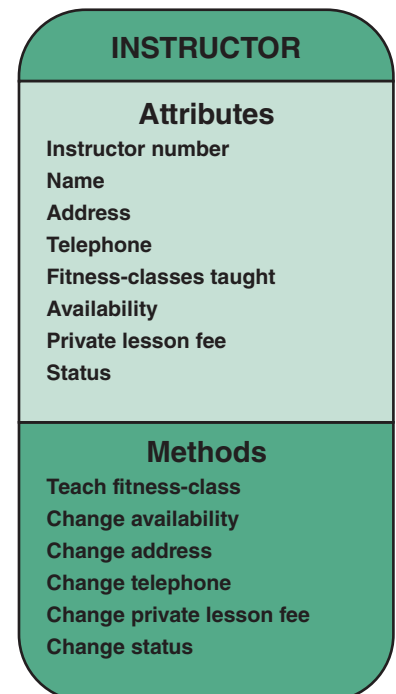 INSTRUCTOR
Attributes
Instructor number
Name
Address
Telephone
Fitness-classes taught
Availability
Private lesson fee
Status
Methods
Teach fitness-class
Change availability
Change address
Change telephone
Change private lesson fee
Change status